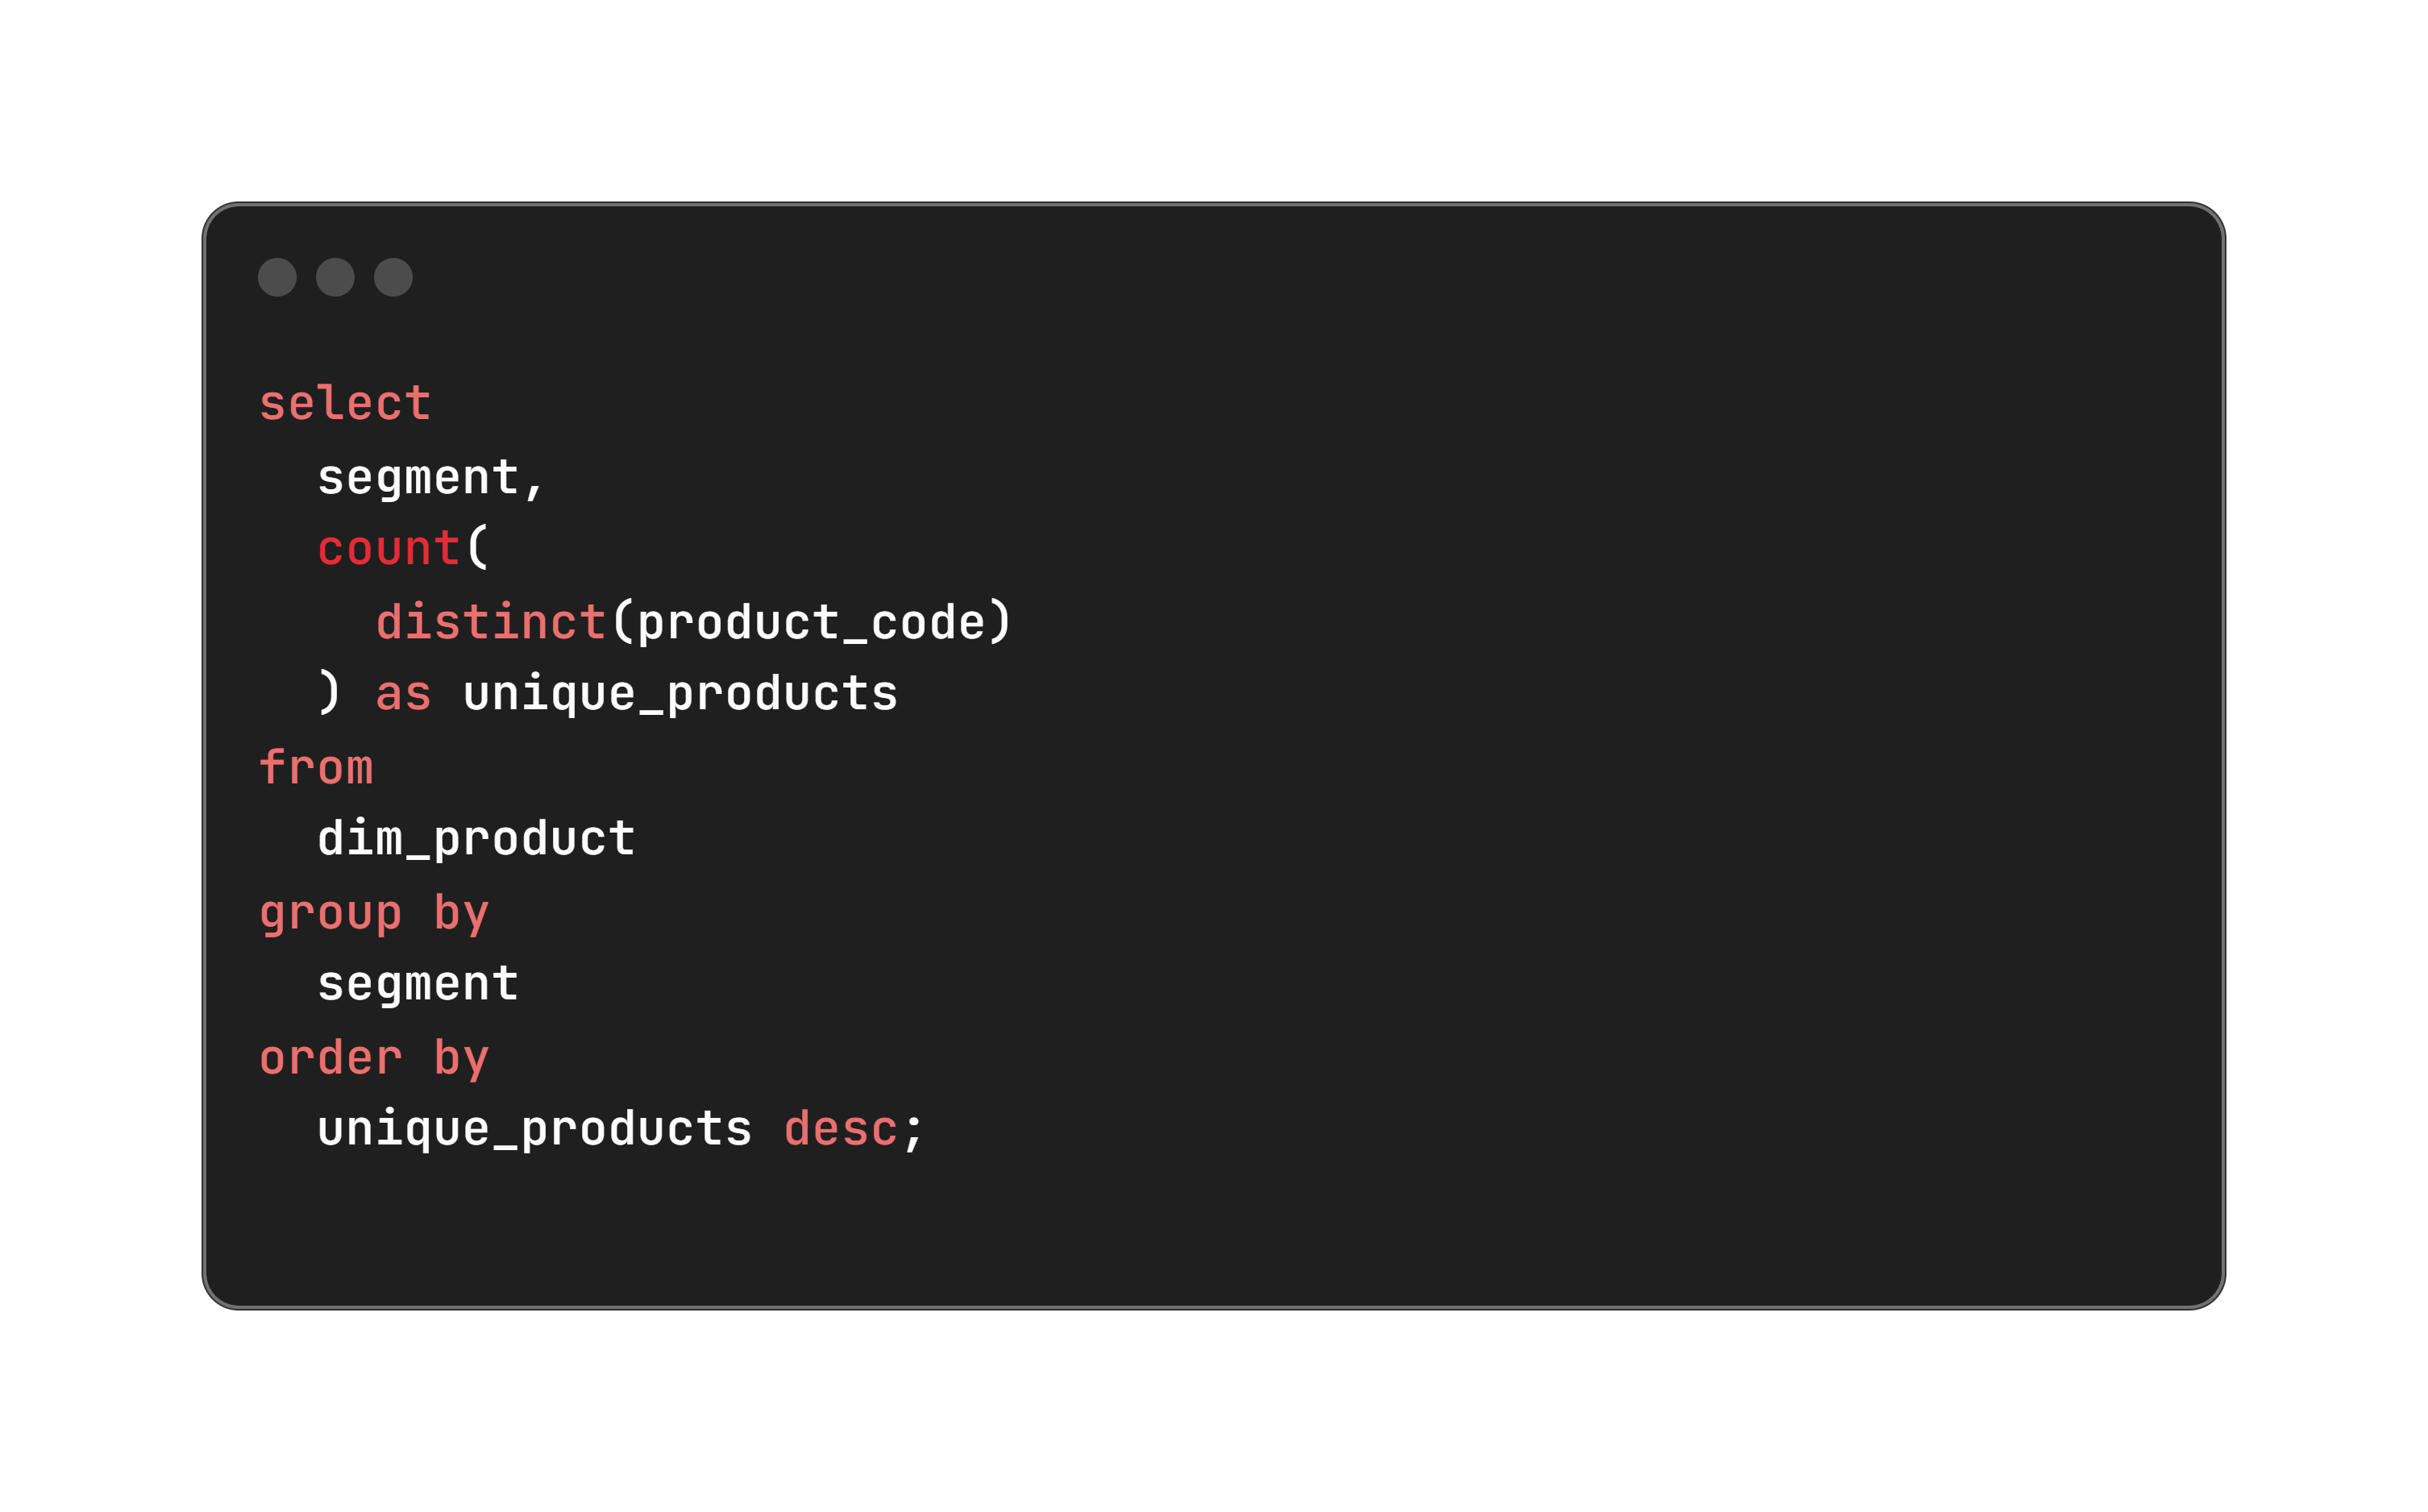 select
  segment,
  count(
    distinct(product_code)
  ) as unique_products
from
  dim_product
group by
  segment
order by
  unique_products desc;